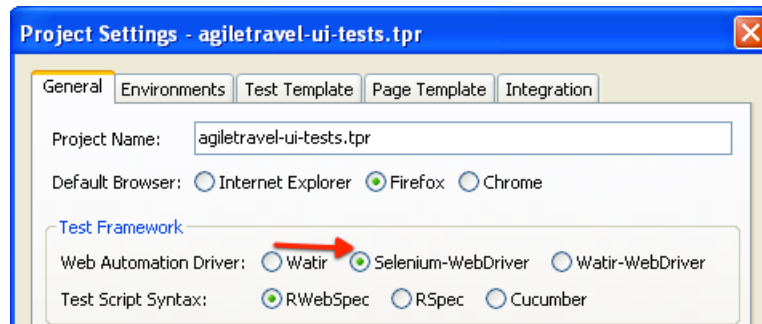 Project Settings - agiletravel-ui-tests.tpr
General Environments Test Template Page Template Integration
Project Name: agiletravel-ui-tests.tpr
Default Browser: Internet Explorer Firefox Chrome
Test Framework
Web Automation Driver: Watir Selenium-WebDriver Watir-WebDriver
Test Script Syntax: RWebSpec RSpec Cucumber